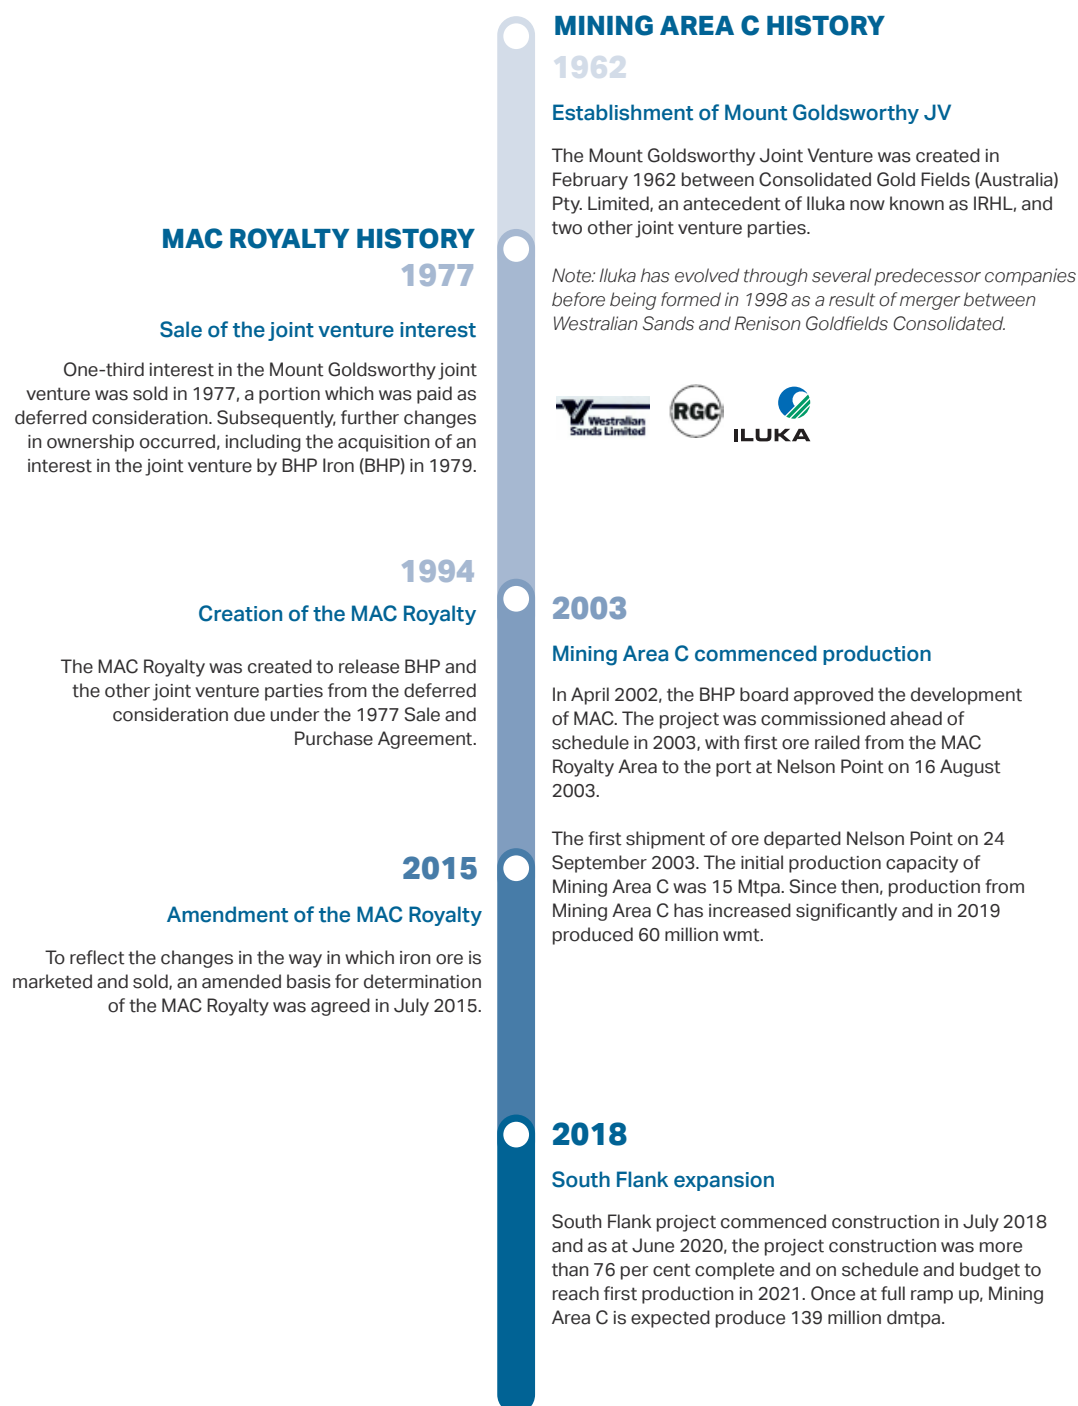 MINING AREA C HISTORY
1962
Establishment of Mount Goldsworthy JV
The Mount Goldsworthy Joint Venture was created in
February 1962 between Consolidated Gold Fields (Australia)
Pty. Limited, an antecedent of Iluka now known as IRHL, and
two other joint venture parties.
Note: Iluka has evolved through several predecessor companies
before being formed in 1998 as a result of merger between
Westralian Sands and Renison Goldfields Consolidated.
Westralian
Sands Limited
RGC
ILUKA
MAC ROYALTY HISTORY
1977
Sale of the joint venture interest
One-third interest in the Mount Goldsworthy joint
venture was sold in 1977, a portion which was paid as
deferred consideration. Subsequently, further changes
in ownership occurred, including the acquisition of an
interest in the joint venture by BHP Iron (BHP) in 1979.
1994
Creation of the MAC Royalty
The MAC Royalty was created to release BHP and
the other joint venture parties from the deferred
consideration due under the 1977 Sale and
Purchase Agreement.
2003
Mining Area C commenced production
In April 2002, the BHP board approved the development
of MAC. The project was commissioned ahead of
schedule in 2003, with first ore railed from the MAC
Royalty Area to the port at Nelson Point on 16 August
2003.
The first shipment of ore departed Nelson Point on 24
September 2003. The initial production capacity of
Mining Area C was 15 Mtpa. Since then, production from
Mining Area C has increased significantly and in 2019
produced 60 million wmt.
2015
Amendment of the MAC Royalty
To reflect the changes in the way in which iron ore is
marketed and sold, an amended basis for determination
of the MAC Royalty was agreed in July 2015.
2018
South Flank expansion
South Flank project commenced construction in July 2018
and as at June 2020, the project construction was more
than 76 per cent complete and on schedule and budget to
reach first production in 2021. Once at full ramp up, Mining
Area C is expected produce 139 million dmtpa.